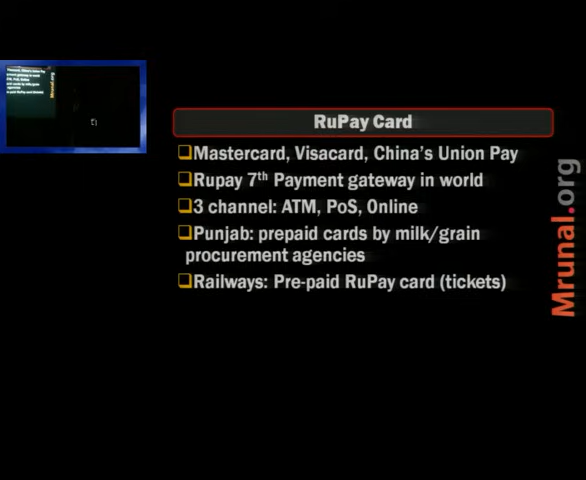 RuPay Card
❑Mastercard, Visacard, China's Union Pay
❑Rupay 7th Payment gateway in world
❑3 channel: ATM, PoS, Online
❑Punjab: prepaid cards by milk/grain
procurement agencies
❑Railways: Pre-paid RuPay card (tickets)
Mrunal.org